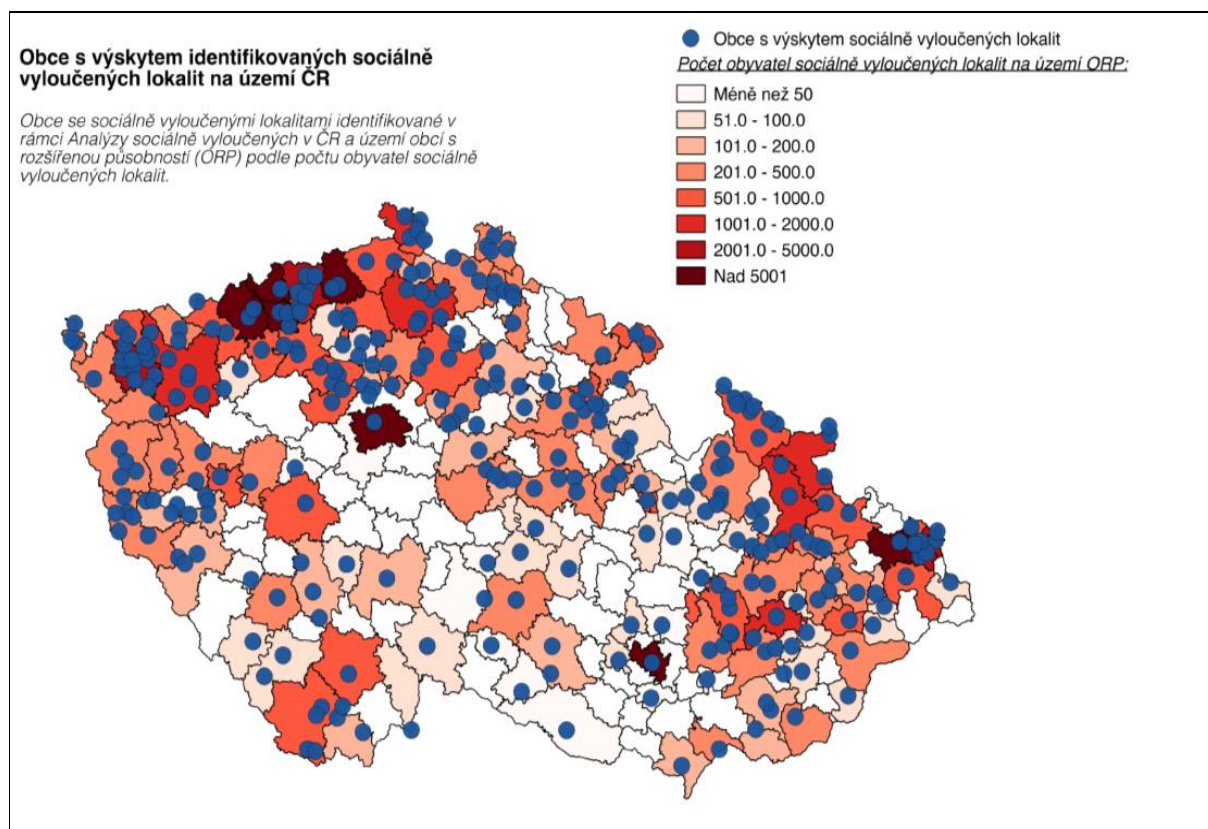 Obce s výskytem identifikovaných sociálně
vyloučených lokalit na území ČR
Obce se sociálně vyloučenými lokalitami identifikované v
rámci Analýzy sociálně vyloučených v ČR a území obcí s
rozšířenou působností (ORP) podle počtu obyvatel sociálně
vyloučených lokalit.
Obce s výskytem sociálně vyloučených lokalit
Počet obyvatel sociálně vyloučených lokalit na území ORP:
Méně než 50
51.0 - 100.0
101.0 - 200.0
201.0 - 500.0
501.0 - 1000.0
1001.0 - 2000.0
2001.0 - 5000.0
Nad 5001